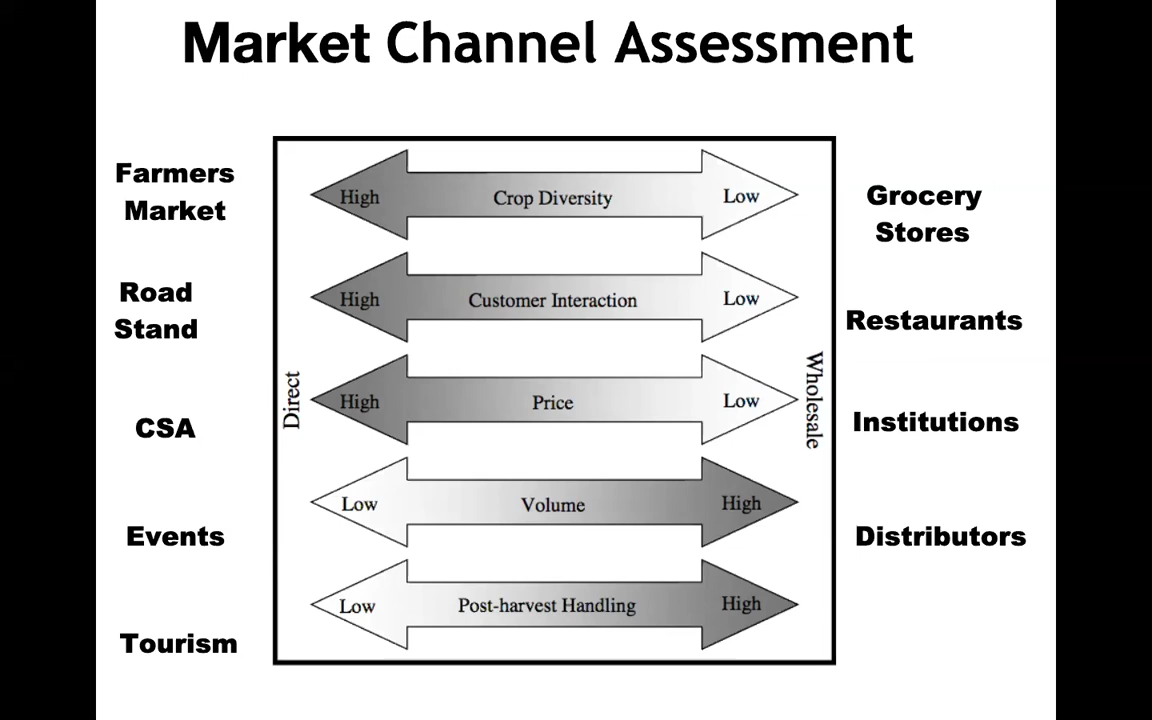 Market Channel Assessment
Farmers
Market
Road
Stand
CSA
Events
Tourism
Direct
High Crop Diversity Low
High Customer Interaction Low
High Price Low
Low Volume High
Low Post-harvest Handling High
Wholesale
Grocery
Stores
Restaurants
Institutions
Distributors